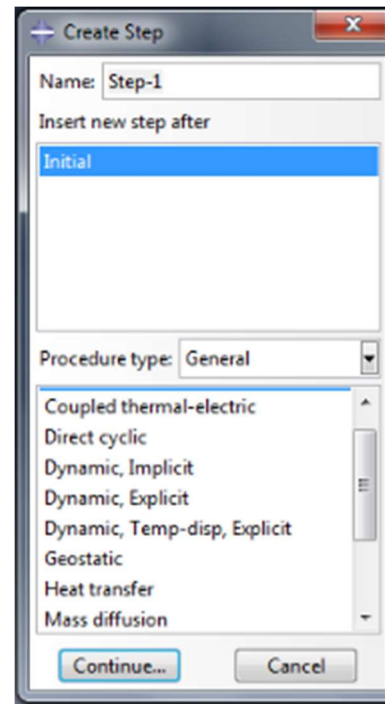 Create Step
Name: Step-1
Insert new step after
Initial
Procedure type: General
Coupled thermal-electric
Direct cyclic
Dynamic, Implicit
Dynamic, Explicit
Dynamic, Temp-disp, Explicit
Geostatic
Heat transfer
Mass diffusion
Continue... Cancel